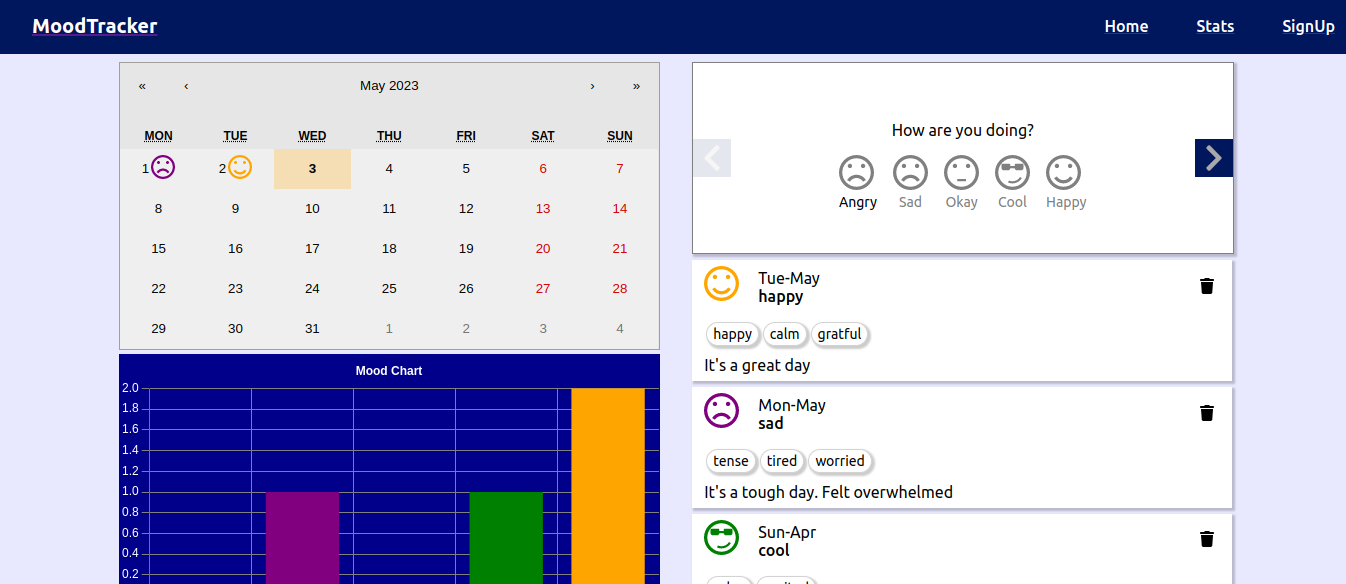 MoodTracker Home Stats SignUp
« ‹ May 2023 › »
MON TUE WED THU FRI SAT SUN
1 2 3 4 5 6 7
8 9 10 11 12 13 14
15 16 17 18 19 20 21
22 23 24 25 26 27 28
29 30 31 1 2 3 4
Mood Chart
2.0
1.8
1.6
1.4
1.2
1.0
0.8
0.6
0.4
0.2
How are you doing?
Angry Sad Okay Cool Happy
Tue-May
happy
happy calm gratful
It's a great day
Mon-May
sad
tense tired worried
It's a tough day. Felt overwhelmed
Sun-Apr
cool